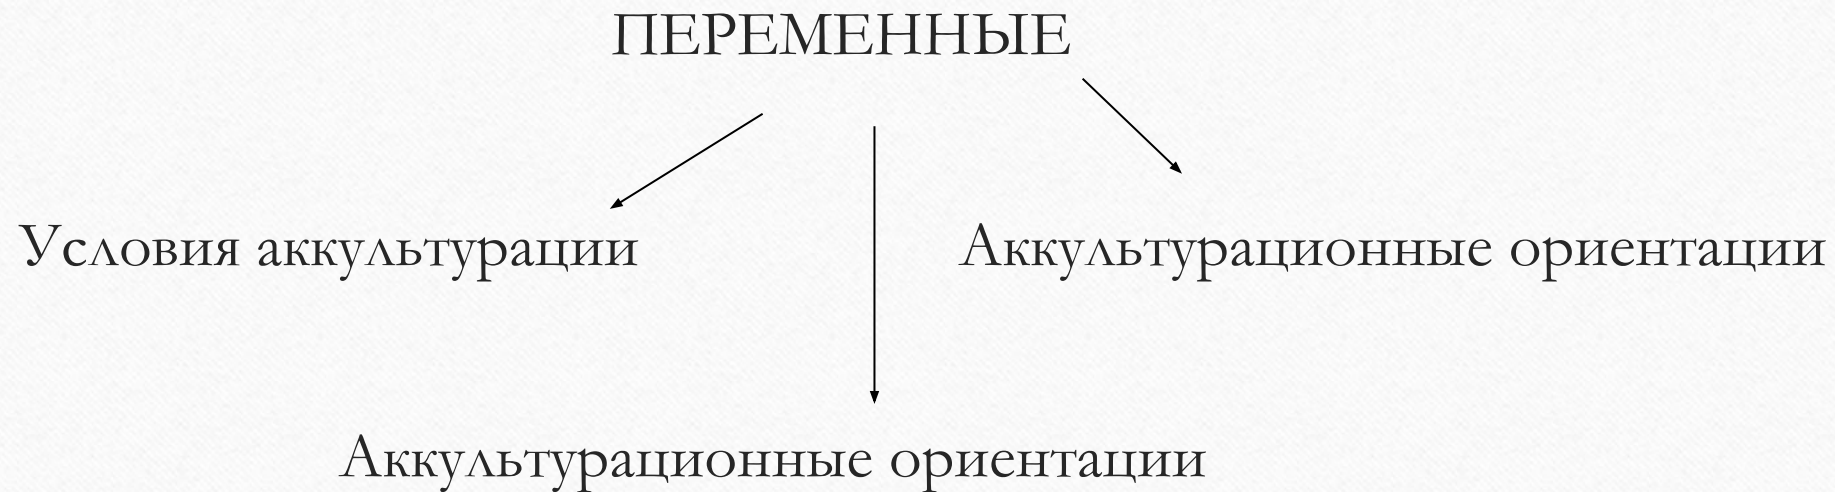 ПЕРЕМЕННЫЕ
Условия аккультурации
Аккультурационные ориентации
Аккультурационные ориентации